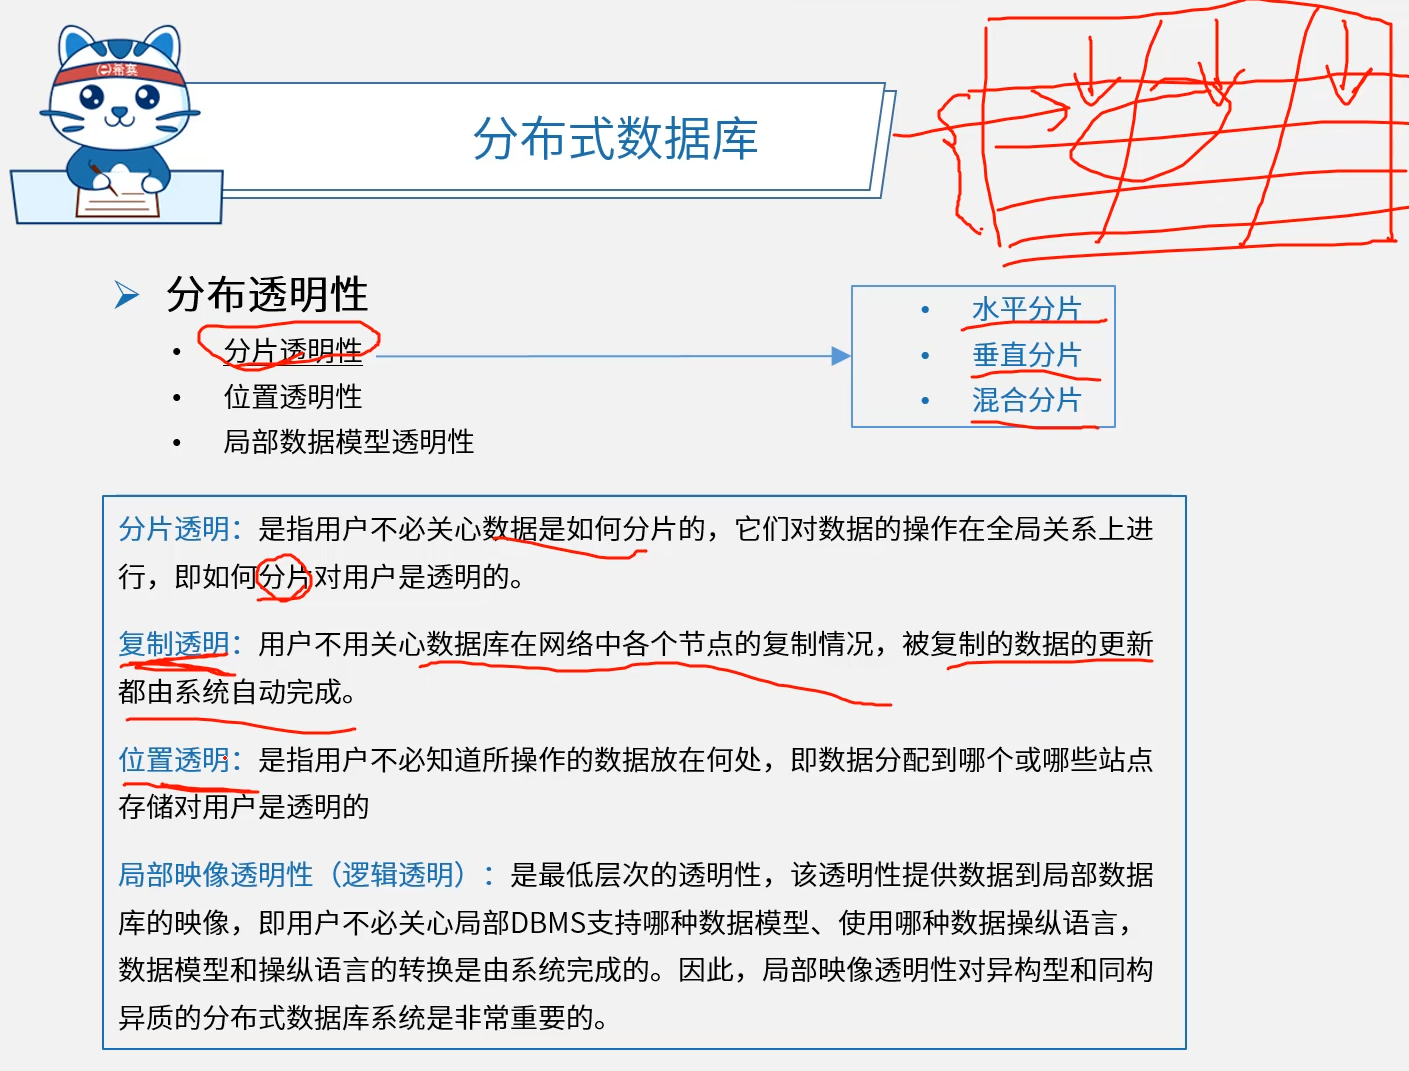 希赛
分布式数据库
分布透明性
• 分片透明性
• 位置透明性
• 局部数据模型透明性
• 水平分片
• 垂直分片
• 混合分片
分片透明：是指用户不必关心数据是如何分片的，它们对数据的操作在全局关系上进
行，即如何分片对用户是透明的。
复制透明：用户不用关心数据库在网络中各个节点的复制情况，被复制的数据的更新
都由系统自动完成。
位置透明：是指用户不必知道所操作的数据放在何处，即数据分配到哪个或哪些站点
存储对用户是透明的
局部映像透明性（逻辑透明）：是最低层次的透明性，该透明性提供数据到局部数据
库的映像，即用户不必关心局部DBMS支持哪种数据模型、使用哪种数据操纵语言，
数据模型和操纵语言的转换是由系统完成的。因此，局部映像透明性对异构型和同构
异质的分布式数据库系统是非常重要的。